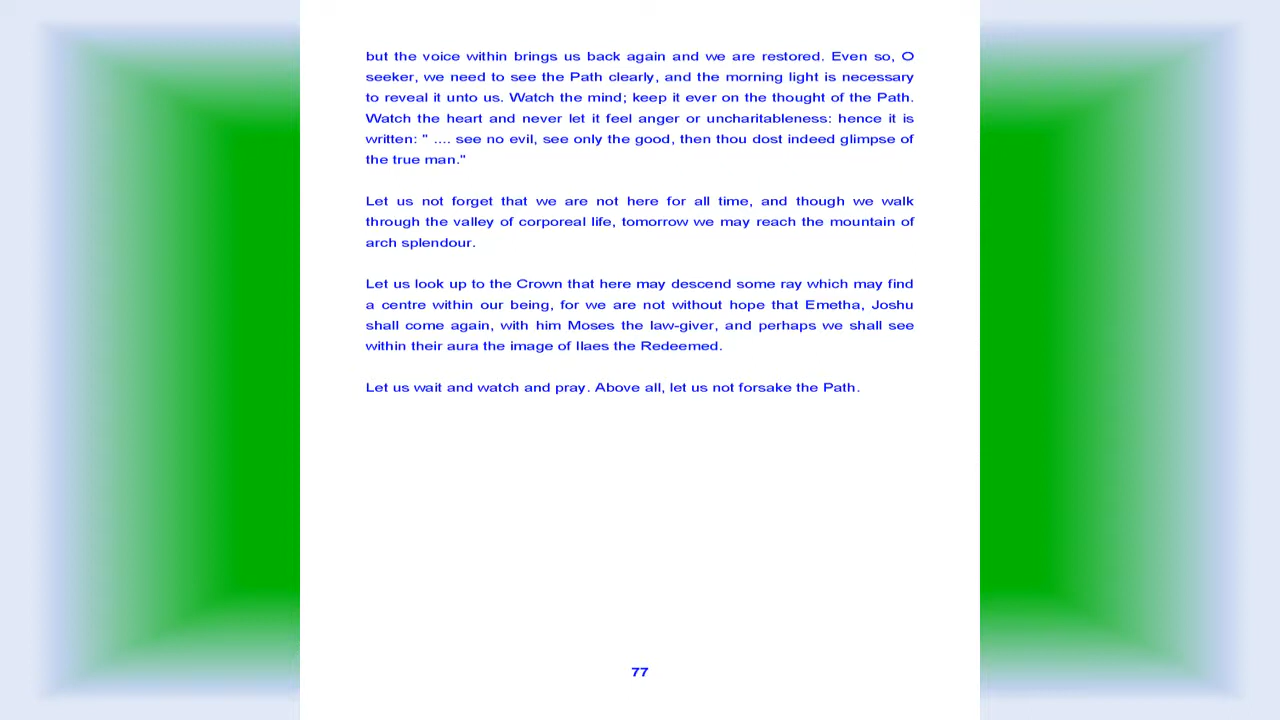 but the voice within brings us back again and we are restored. Even so, O
seeker, we need to see the Path clearly, and the morning light is necessary
to reveal it unto us. Watch the mind; keep it ever on the thought of the Path.
Watch the heart and never let it feel anger or uncharitableness: hence it is
written: " .... see no evil, see only the good, then thou dost indeed glimpse of
the true man."
Let us not forget that we are not here for all time, and though we walk
through the valley of corporeal life, tomorrow we may reach the mountain of
arch splendour.
Let us look up to the Crown that here may descend some ray which may find
a centre within our being, for we are not without hope that Emetha, Joshu
shall come again, with him Moses the law-giver, and perhaps we shall see
within their aura the image of Ilaes the Redeemed.
Let us wait and watch and pray. Above all, let us not forsake the Path.
77